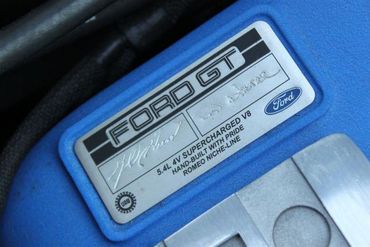 FORD GT
Ford
5.4L 4V SUPERCHARGED V8
HAND-BUILT WITH PRIDE
ROMEO NICHE-LINE